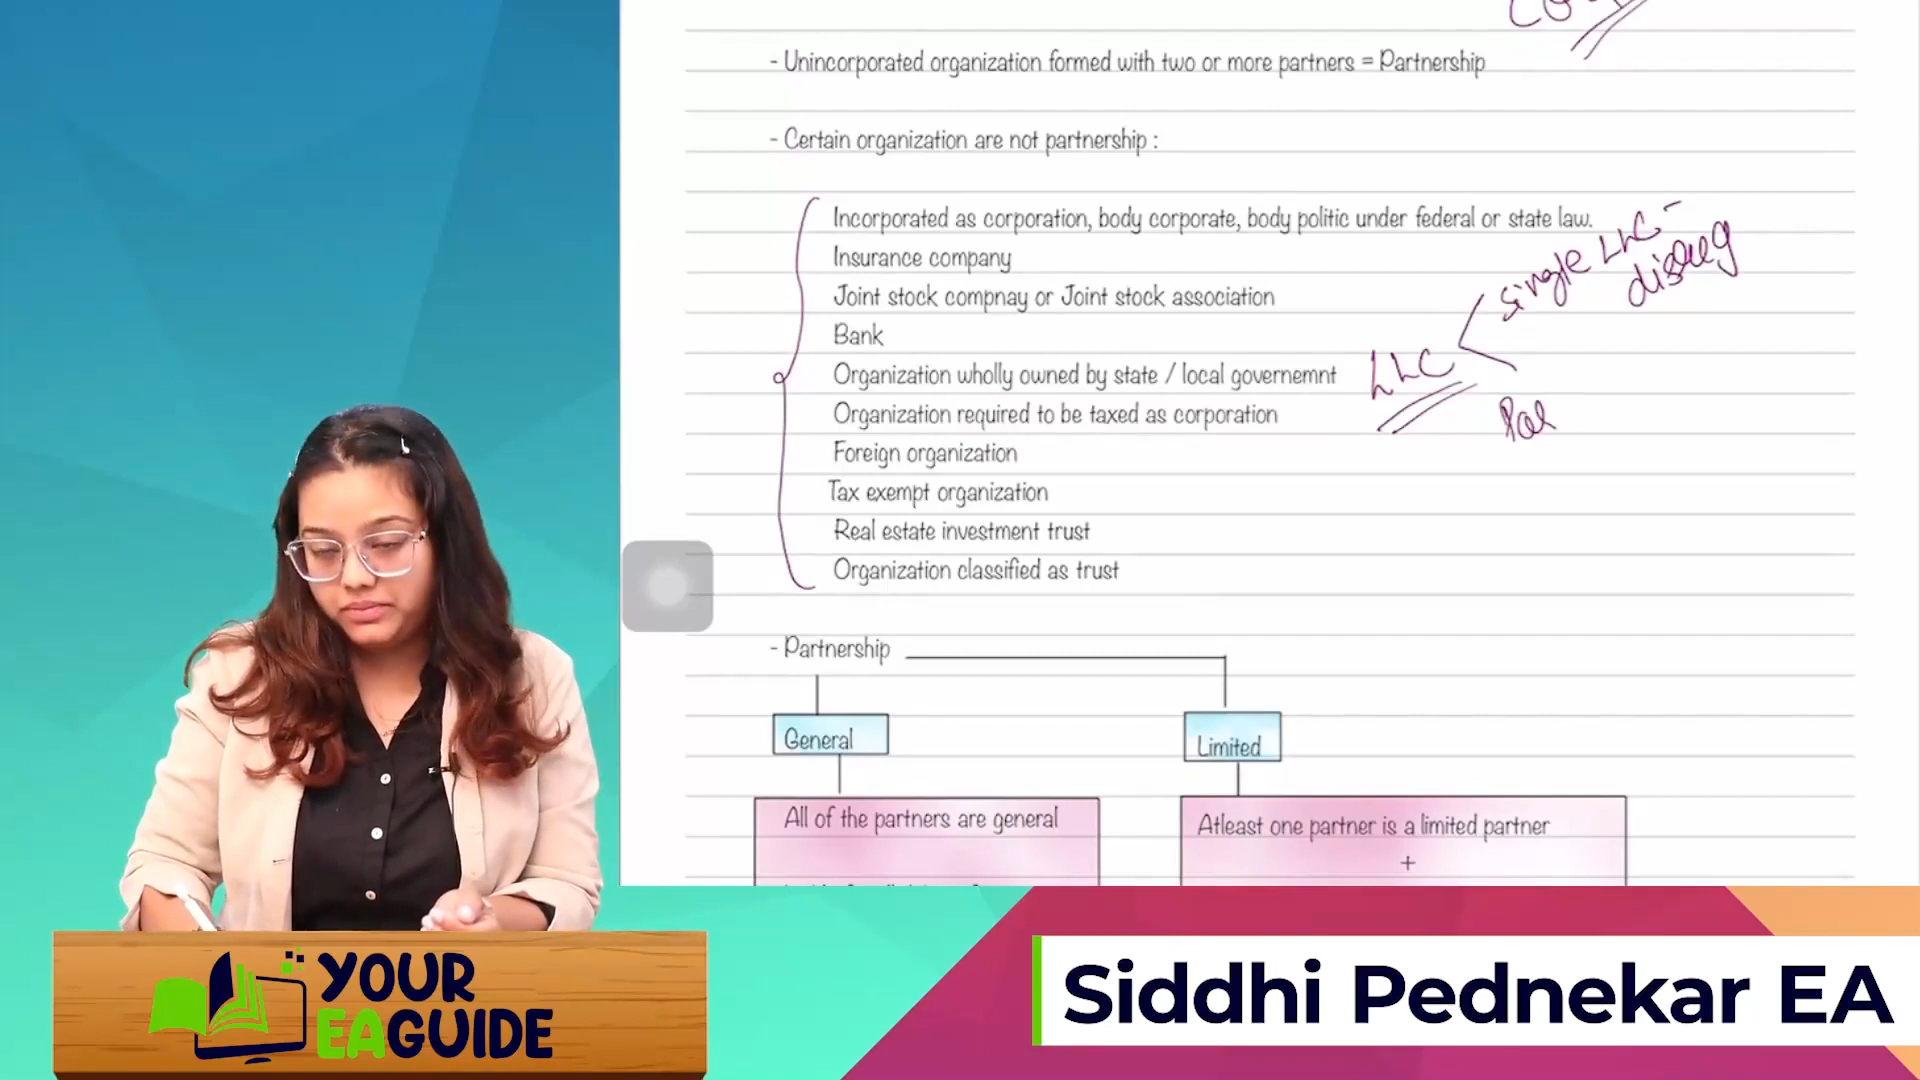 - Unincorporated organization formed with two or more partners = Partnership
- Certain organization are not partnership :
Incorporated as corporation, body corporate, body politic under federal or state law.
Insurance company
Joint stock compnay or Joint stock association
Bank
Organization wholly owned by state / local governemnt
Organization required to be taxed as corporation
Foreign organization
Tax exempt organization
Real estate investment trust
Organization classified as trust
LLC
single LLC -
disreg
Par
- Partnership
General
Limited
All of the partners are general
Atleast one partner is a limited partner
+
YOUR
EAGUIDE
Siddhi Pednekar EA